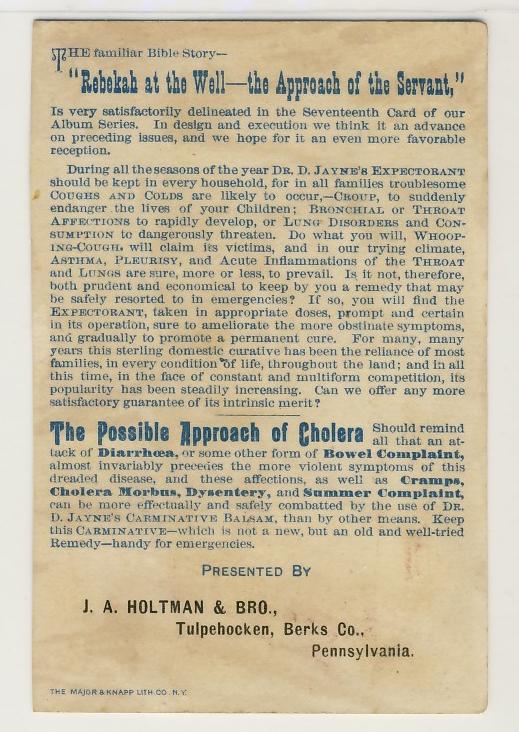 THE familiar Bible Story—
"Rebekah at the Well—the Approach of the Servant,"
Is very satisfactorily delineated in the Seventeenth Card of our
Album Series. In design and execution we think it an advance
on preceding issues, and we hope for it an even more favorable
reception.
During all the seasons of the year DR. D. JAYNE'S EXPECTORANT
should be kept in every household, for in all families troublesome
COUGHS AND COLDS are likely to occur,—CROUP, to suddenly
endanger the lives of your Children; BRONCHIAL or THROAT
AFFECTIONS to rapidly develop, or LUNG DISORDERS and CON-
SUMPTION to dangerously threaten. Do what you will, WHOOP-
ING-COUGH will claim its victims, and in our trying climate,
ASTHMA, PLEURISY, and Acute Inflammations of the THROAT
and LUNGS are sure, more or less, to prevail. Is it not, therefore,
both prudent and economical to keep by you a remedy that may
be safely resorted to in emergencies? If so, you will find the
EXPECTORANT, taken in appropriate doses, prompt and certain
in its operation, sure to ameliorate the more obstinate symptoms,
and gradually to promote a permanent cure. For many, many
years this sterling domestic curative has been the reliance of most
families, in every condition of life, throughout the land; and in all
this time, in the face of constant and multiform competition, its
popularity has been steadily increasing. Can we offer any more
satisfactory guarantee of its intrinsic merit?
The Possible Approach of Cholera Should remind
all that an at-
tack of Diarrhœa, or some other form of Bowel Complaint,
almost invariably precedes the more violent symptoms of this
dreaded disease, and these affections, as well as Cramps,
Cholera Morbus, Dysentery, and Summer Complaint,
can be more effectually and safely combatted by the use of DR.
D. JAYNE'S CARMINATIVE BALSAM, than by other means. Keep
this CARMINATIVE—which is not a new, but an old and well-tried
Remedy—handy for emergencies.
PRESENTED BY
J. A. HOLTMAN & BRO.,
Tulpehocken, Berks Co.,
Pennsylvania.
THE MAJOR & KNAPP LITH. CO. N.Y.